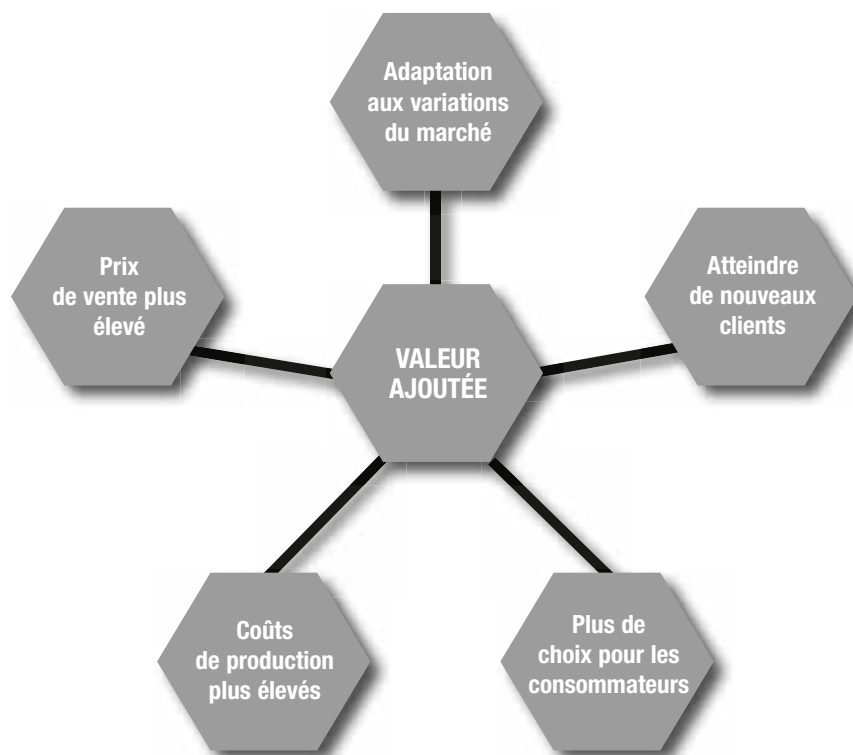 Adaptation
aux variations
du marché
Prix
de vente plus
élevé
Atteindre
de nouveaux
clients
VALEUR
AJOUTÉE
Coûts
de production
plus élevés
Plus de
choix pour les
consommateurs